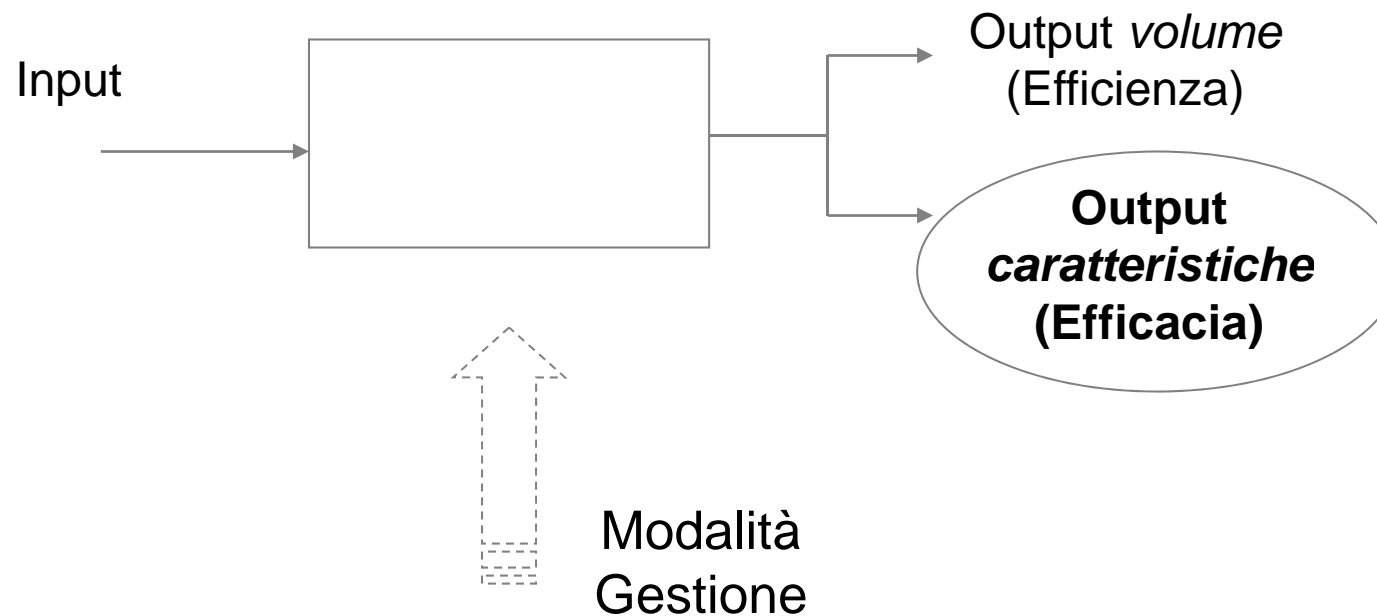 Input
Output volume
(Efficienza)
Output
caratteristiche
(Efficacia)
Modalità
Gestione